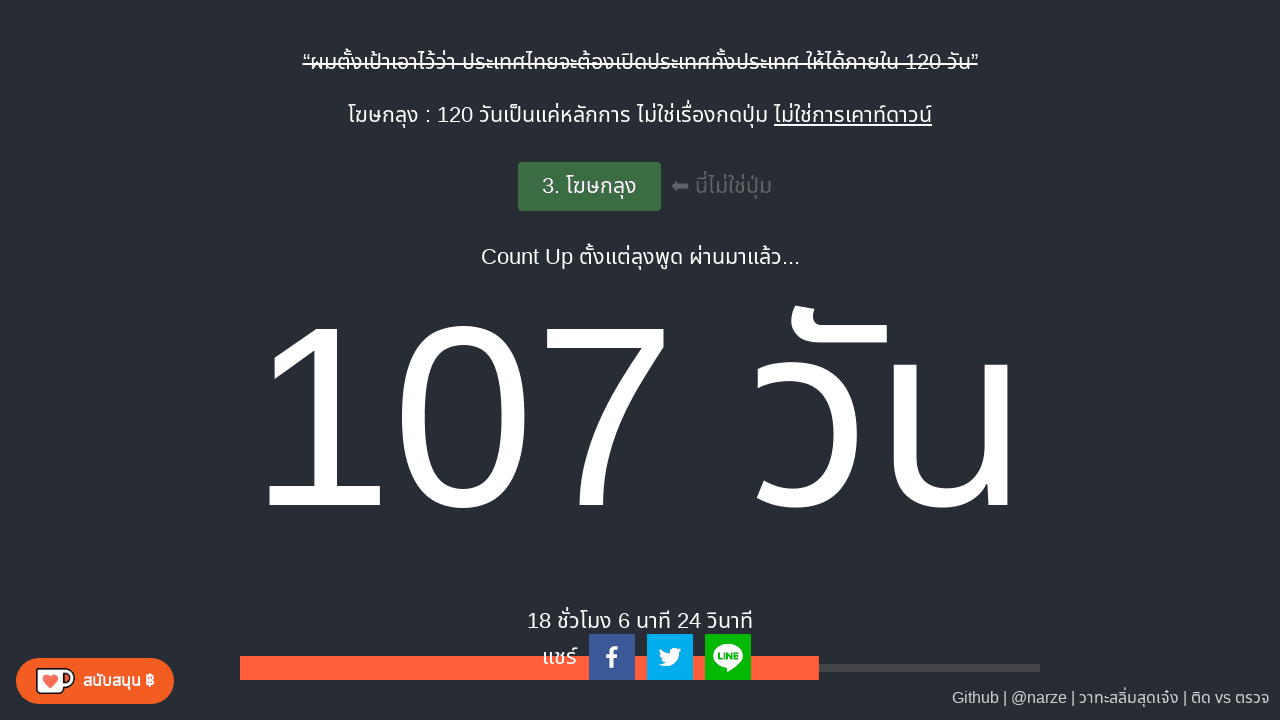 “ผมตั้งเป้าเอาไว้ว่า ประเทศไทยจะต้องเปิดประเทศทั้งประเทศ ให้ได้ภายใน 120 วัน”
โฆษกลุง : 120 วันเป็นแค่หลักการ ไม่ใช่เรื่องกดปุ่ม ไม่ใช่การเคาท์ดาวน์
3. โฆษกลุง ⬅ นี่ไม่ใช่ปุ่ม
Count Up ตั้งแต่ลุงพูด ผ่านมาแล้ว...
107 วัน
18 ชั่วโมง 6 นาที 24 วินาที
แชร์ LINE
สนับสนุน ฿
Github | @narze | วาทะสลิ่มสุดเจ๋ง | ติด vs ตรวจ